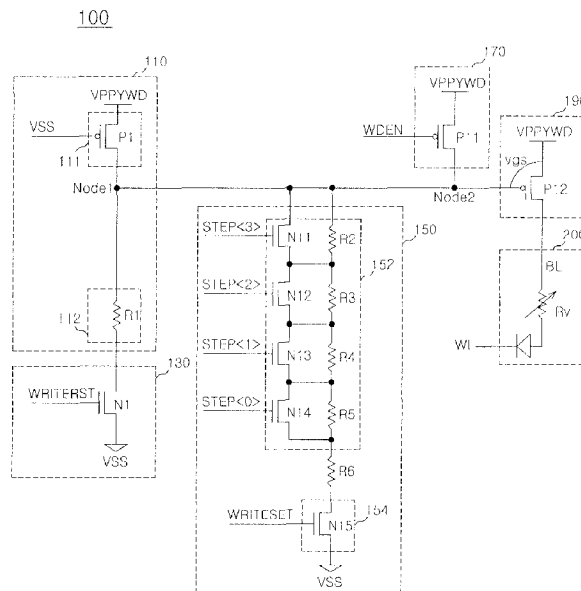 100
110
VPPYWD
VSS
P1
111
Node1
R1
112
130
WRITERST
N1
VSS
170
VPPYWD
WDEN
P11
Node2
190
VPPYWD
vgs
P12
200
BL
Rv
WL
150
152
STEP<3>
N11
R2
STEP<2>
N12
R3
STEP<1>
N13
R4
STEP<0>
N14
R5
R6
WRITESET
N15
154
VSS